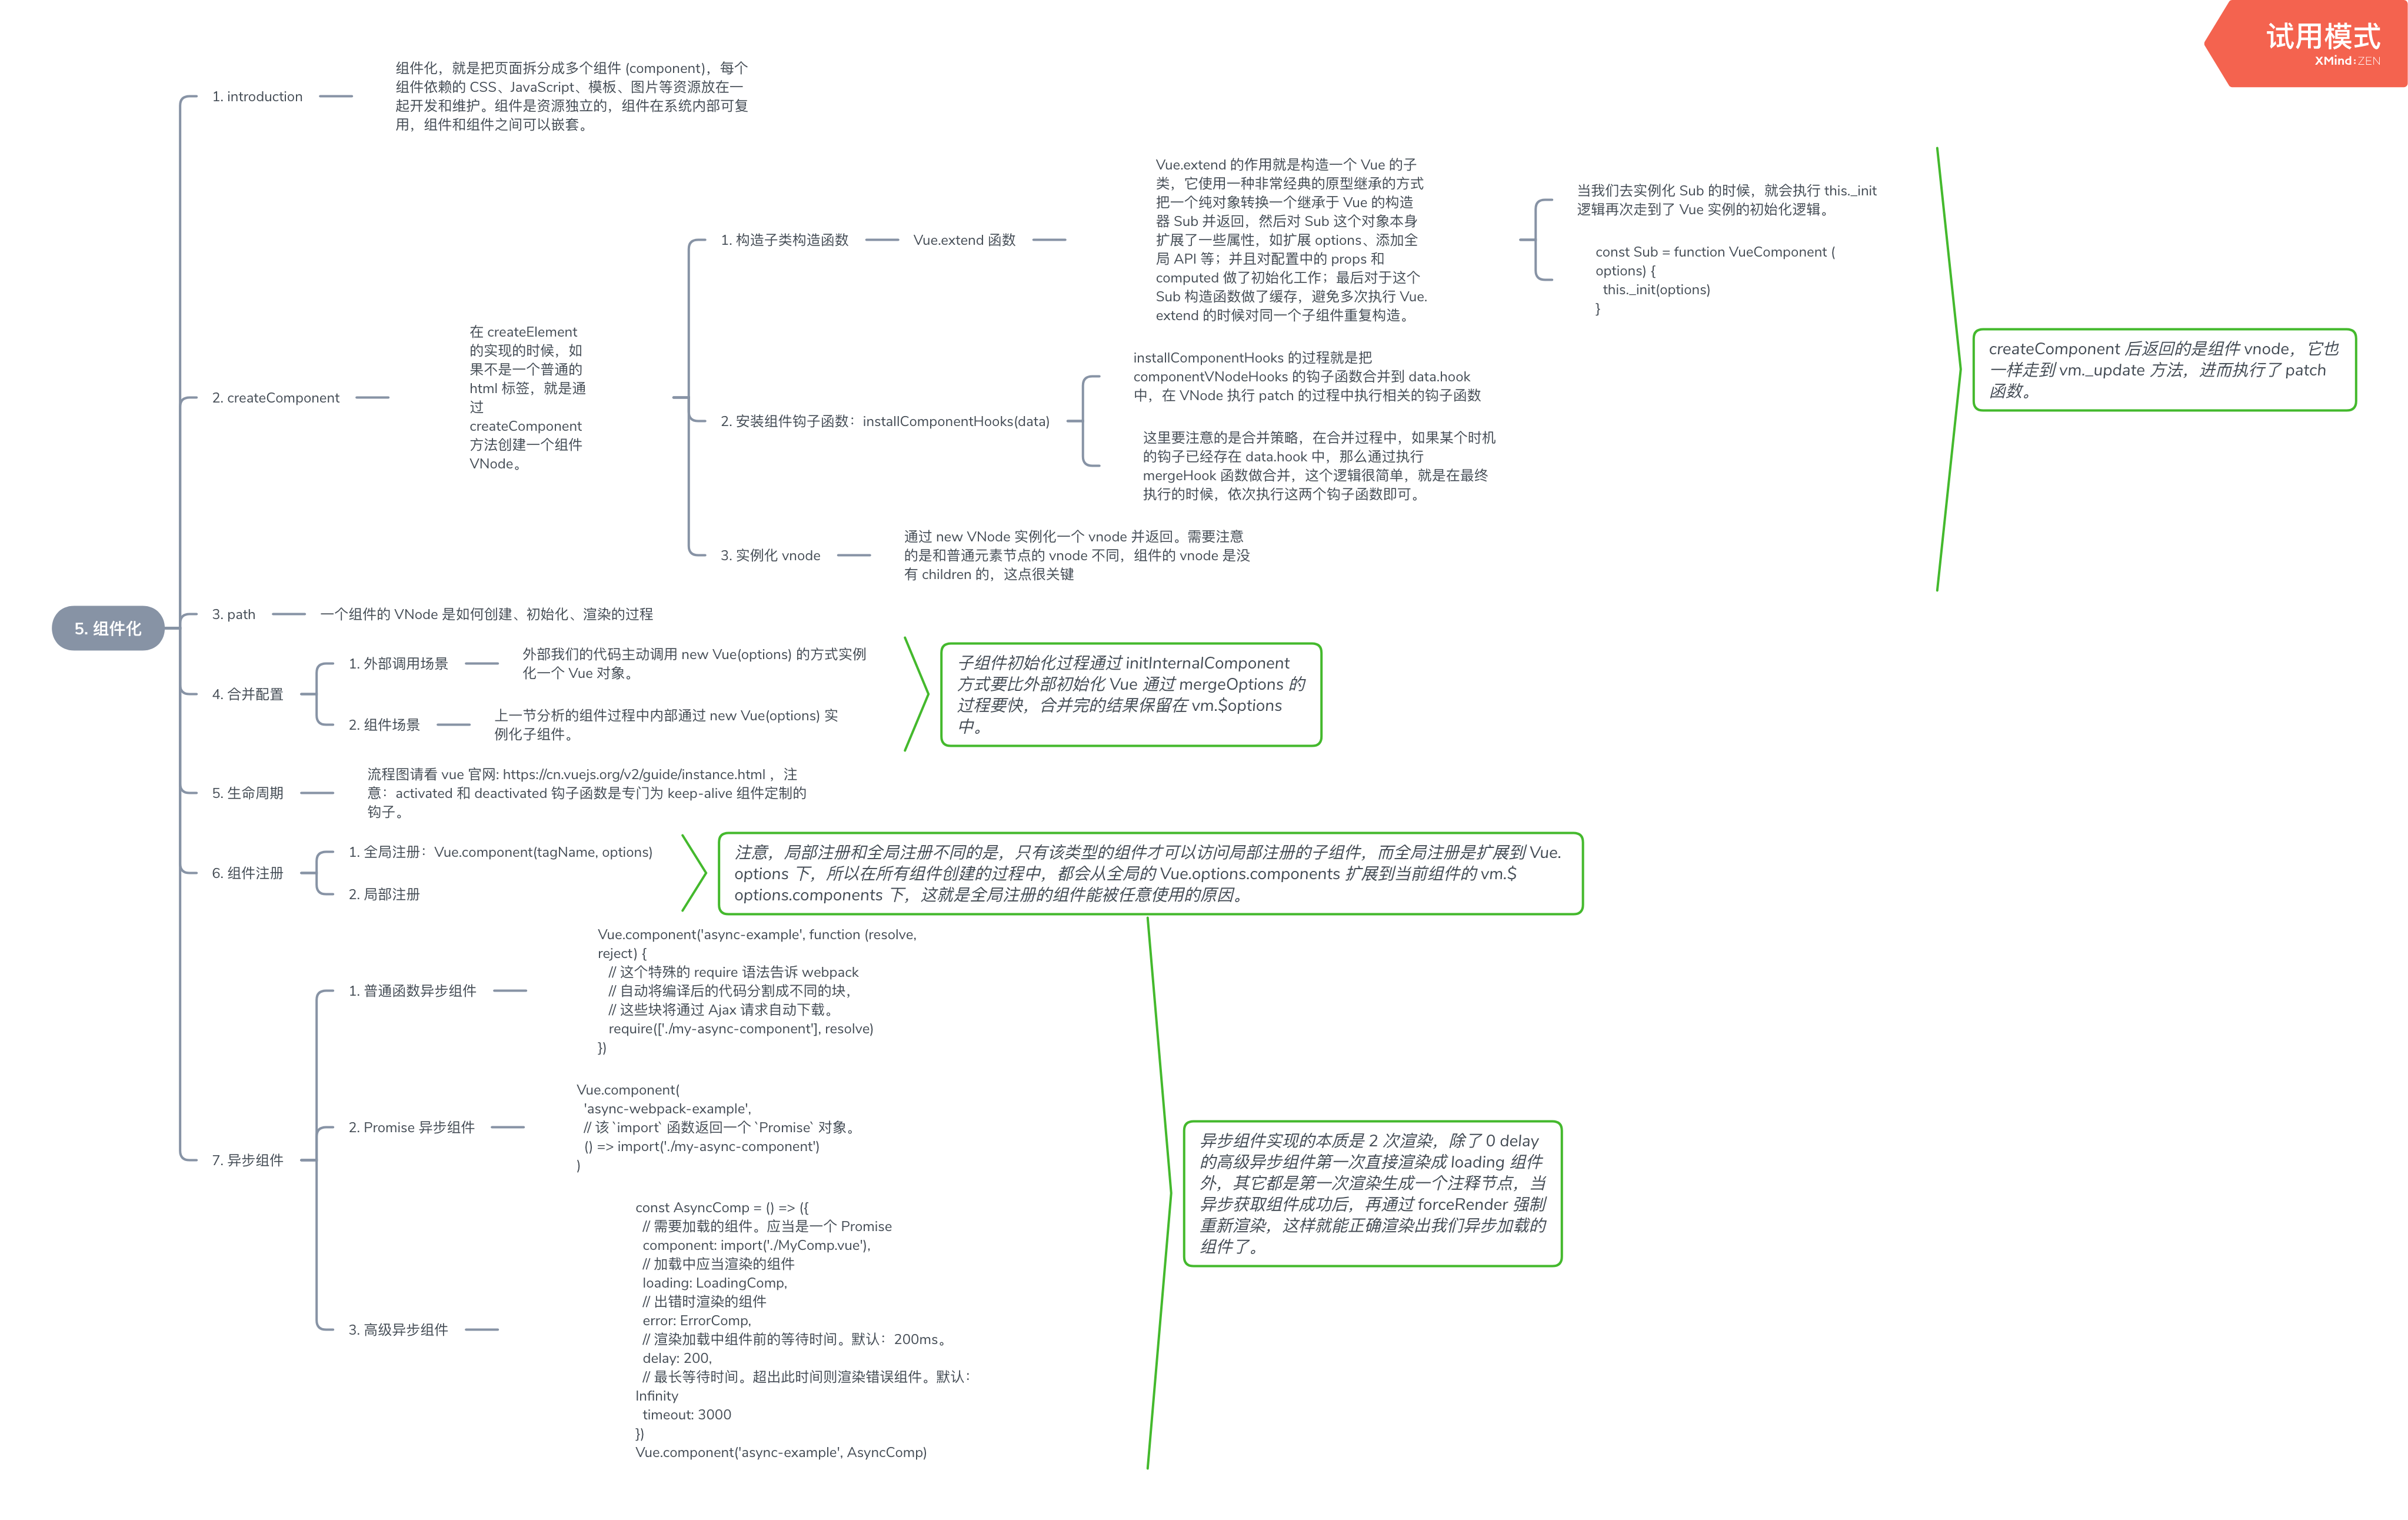 试用模式
XMind:ZEN
5. 组件化
1. introduction
组件化，就是把页面拆分成多个组件 (component)，每个
组件依赖的 CSS、JavaScript、模板、图片等资源放在一
起开发和维护。组件是资源独立的，组件在系统内部可复
用，组件和组件之间可以嵌套。
2. createComponent
在 createElement
的实现的时候，如
果不是一个普通的
html 标签，就是通
过
createComponent
方法创建一个组件
VNode。
1. 构造子类构造函数
Vue.extend 函数
Vue.extend 的作用就是构造一个 Vue 的子
类，它使用一种非常经典的原型继承的方式
把一个纯对象转换一个继承于 Vue 的构造
器 Sub 并返回，然后对 Sub 这个对象本身
扩展了一些属性，如扩展 options、添加全
局 API 等；并且对配置中的 props 和
computed 做了初始化工作；最后对于这个
Sub 构造函数做了缓存，避免多次执行 Vue.
extend 的时候对同一个子组件重复构造。
当我们去实例化 Sub 的时候，就会执行 this._init
逻辑再次走到了 Vue 实例的初始化逻辑。
const Sub = function VueComponent (
options) {
this._init(options)
}
2. 安装组件钩子函数：installComponentHooks(data)
installComponentHooks 的过程就是把
componentVNodeHooks 的钩子函数合并到 data.hook
中，在 VNode 执行 patch 的过程中执行相关的钩子函数
这里要注意的是合并策略，在合并过程中，如果某个时机
的钩子已经存在 data.hook 中，那么通过执行
mergeHook 函数做合并，这个逻辑很简单，就是在最终
执行的时候，依次执行这两个钩子函数即可。
3. 实例化 vnode
通过 new VNode 实例化一个 vnode 并返回。需要注意
的是和普通元素节点的 vnode 不同，组件的 vnode 是没
有 children 的，这点很关键
createComponent 后返回的是组件 vnode，它也
一样走到 vm._update 方法，进而执行了 patch
函数。
3. path
一个组件的 VNode 是如何创建、初始化、渲染的过程
4. 合并配置
1. 外部调用场景
外部我们的代码主动调用 new Vue(options) 的方式实例
化一个 Vue 对象。
2. 组件场景
上一节分析的组件过程中内部通过 new Vue(options) 实
例化子组件。
子组件初始化过程通过 initInternalComponent
方式要比外部初始化 Vue 通过 mergeOptions 的
过程要快，合并完的结果保留在 vm.$options
中。
5. 生命周期
流程图请看 vue 官网: https://cn.vuejs.org/v2/guide/instance.html ，注
意：activated 和 deactivated 钩子函数是专门为 keep-alive 组件定制的
钩子。
6. 组件注册
1. 全局注册：Vue.component(tagName, options)
2. 局部注册
注意，局部注册和全局注册不同的是，只有该类型的组件才可以访问局部注册的子组件，而全局注册是扩展到 Vue.
options 下，所以在所有组件创建的过程中，都会从全局的 Vue.options.components 扩展到当前组件的 vm.$
options.components 下，这就是全局注册的组件能被任意使用的原因。
7. 异步组件
1. 普通函数异步组件
Vue.component('async-example', function (resolve,
reject) {
// 这个特殊的 require 语法告诉 webpack
// 自动将编译后的代码分割成不同的块，
// 这些块将通过 Ajax 请求自动下载。
require(['./my-async-component'], resolve)
})
2. Promise 异步组件
Vue.component(
'async-webpack-example',
// 该 `import` 函数返回一个 `Promise` 对象。
() => import('./my-async-component')
)
3. 高级异步组件
const AsyncComp = () => ({
// 需要加载的组件。应当是一个 Promise
component: import('./MyComp.vue'),
// 加载中应当渲染的组件
loading: LoadingComp,
// 出错时渲染的组件
error: ErrorComp,
// 渲染加载中组件前的等待时间。默认：200ms。
delay: 200,
// 最长等待时间。超出此时间则渲染错误组件。默认：
Infinity
timeout: 3000
})
Vue.component('async-example', AsyncComp)
异步组件实现的本质是 2 次渲染，除了 0 delay
的高级异步组件第一次直接渲染成 loading 组件
外，其它都是第一次渲染生成一个注释节点，当
异步获取组件成功后，再通过 forceRender 强制
重新渲染，这样就能正确渲染出我们异步加载的
组件了。